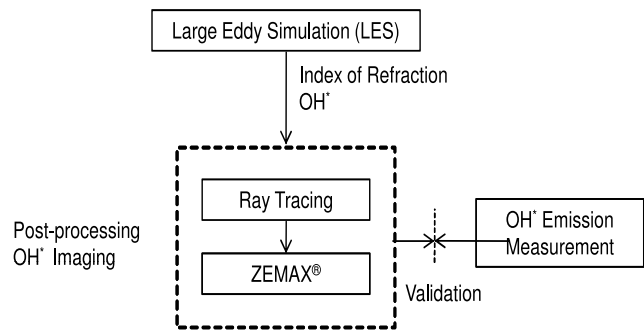 Large Eddy Simulation (LES)
Index of Refraction
OH*
Ray Tracing
Post-processing
OH* Imaging
ZEMAX®
OH* Emission
Measurement
Validation